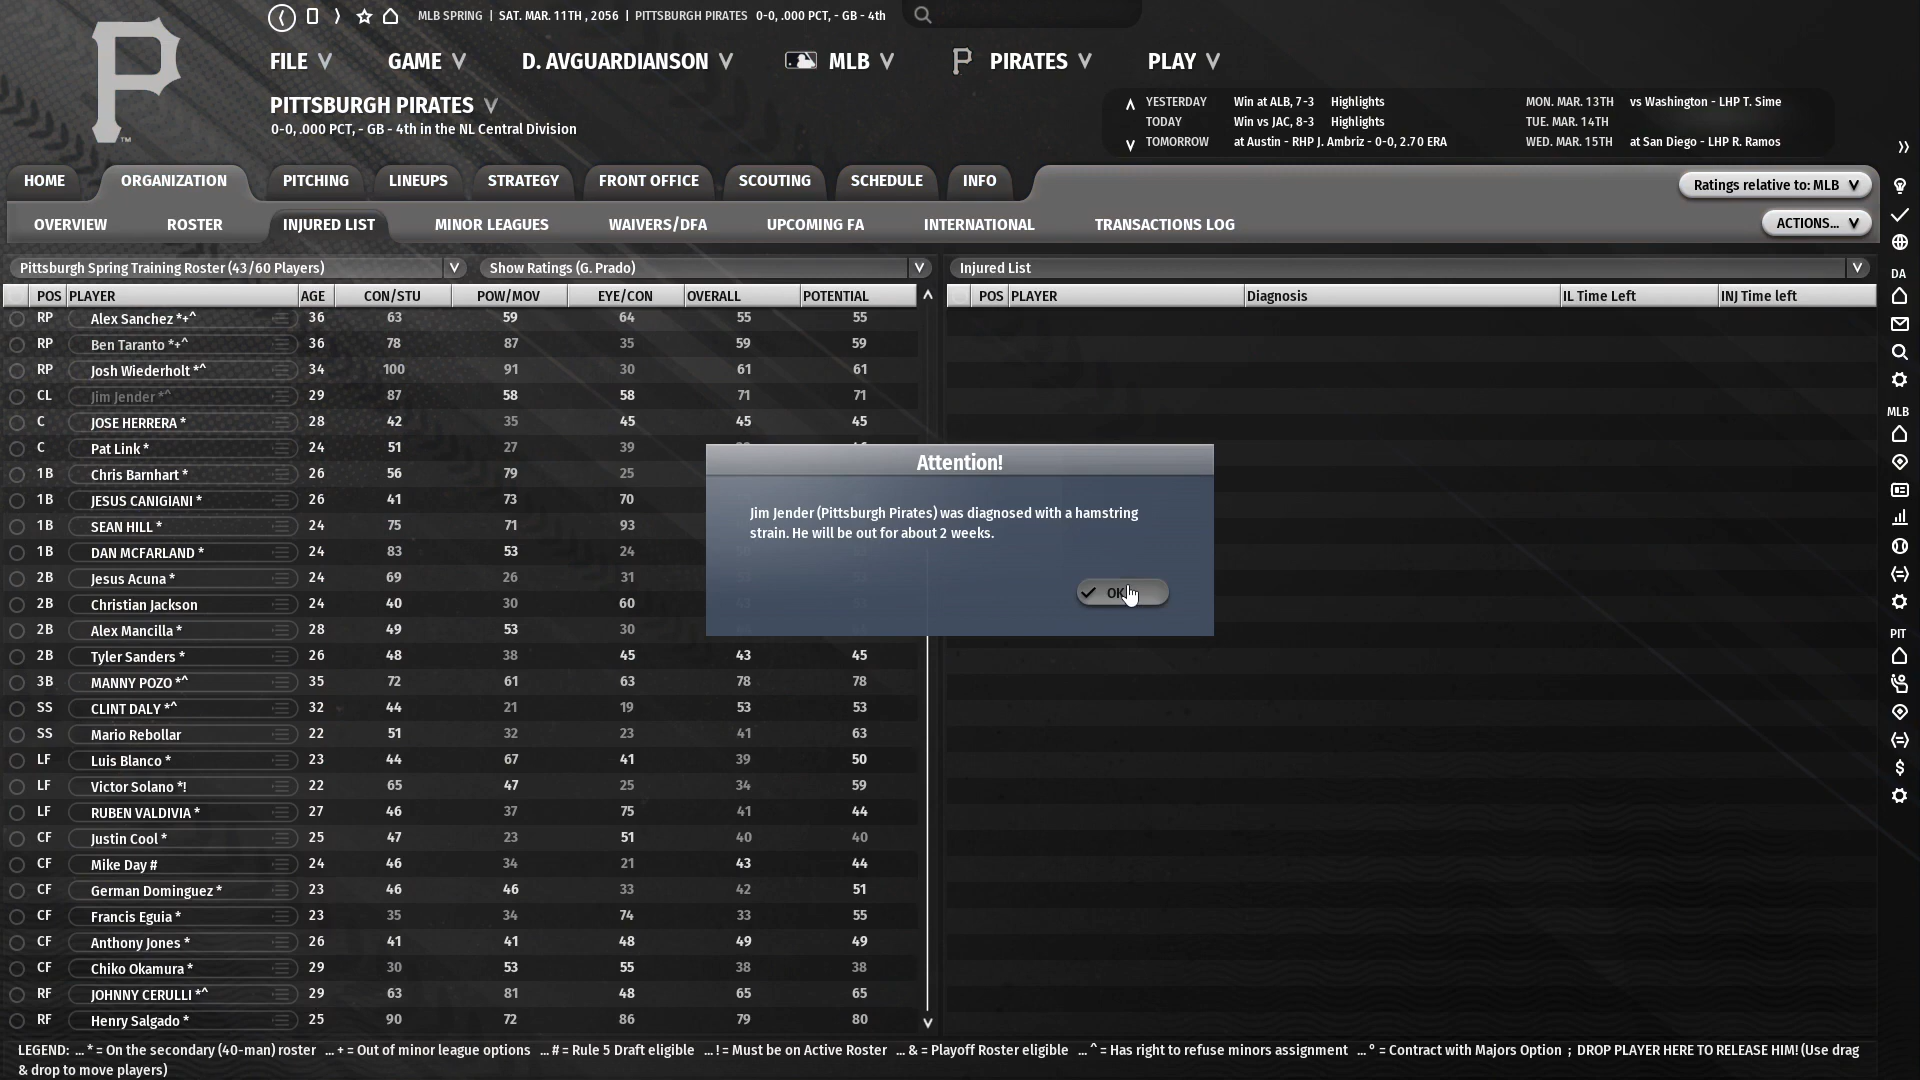 MLB SPRING | SAT. MAR. 11TH , 2056 | PITTSBURGH PIRATES 0-0, .000 PCT, - GB - 4th
FILE GAME D. AVGUARDIANSON MLB PIRATES PLAY
PITTSBURGH PIRATES
0-0, .000 PCT, - GB - 4th in the NL Central Division
YESTERDAY Win at ALB, 7-3 Highlights MON. MAR. 13TH vs Washington - LHP T. Sime
TODAY Win vs JAC, 8-3 Highlights TUE. MAR. 14TH
TOMORROW at Austin - RHP J. Ambriz - 0-0, 2.70 ERA WED. MAR. 15TH at San Diego - LHP R. Ramos
HOME ORGANIZATION PITCHING LINEUPS STRATEGY FRONT OFFICE SCOUTING SCHEDULE INFO
Ratings relative to: MLB
OVERVIEW ROSTER INJURED LIST MINOR LEAGUES WAIVERS/DFA UPCOMING FA INTERNATIONAL TRANSACTIONS LOG
ACTIONS...
Pittsburgh Spring Training Roster (43/60 Players) Show Ratings (G. Prado) Injured List
POS PLAYER AGE CON/STU POW/MOV EYE/CON OVERALL POTENTIAL
POS PLAYER Diagnosis IL Time Left INJ Time left
RP Alex Sanchez *+^ 36 63 59 64 55 55
RP Ben Taranto *+^ 36 78 87 35 59 59
RP Josh Wiederholt *^ 34 100 91 30 61 61
CL Jim Jender *^ 29 87 58 58 71 71
C JOSE HERRERA * 28 42 35 45 45 45
C Pat Link * 24 51 27 39
1B Chris Barnhart * 26 56 79 25
1B JESUS CANIGIANI * 26 41 73 70
1B SEAN HILL * 24 75 71 93
1B DAN MCFARLAND * 24 83 53 24
2B Jesus Acuna * 24 69 26 31
2B Christian Jackson 24 40 30 60
2B Alex Mancilla * 28 49 53 30
2B Tyler Sanders * 26 48 38 45 43 45
3B MANNY POZO *^ 35 72 61 63 78 78
SS CLINT DALY *^ 32 44 21 19 53 53
SS Mario Rebollar 22 51 32 23 41 63
LF Luis Blanco * 23 44 67 41 39 50
LF Victor Solano *! 22 65 47 25 34 59
LF RUBEN VALDIVIA * 27 46 37 75 41 44
CF Justin Cool * 25 47 23 51 40 40
CF Mike Day # 24 46 34 21 43 44
CF German Dominguez * 23 46 46 33 42 51
CF Francis Eguia * 23 35 34 74 33 55
CF Anthony Jones * 26 41 41 48 49 49
CF Chiko Okamura * 29 30 53 55 38 38
RF JOHNNY CERULLI *^ 29 63 81 48 65 65
RF Henry Salgado * 25 90 72 86 79 80
Attention!
Jim Jender (Pittsburgh Pirates) was diagnosed with a hamstring
strain. He will be out for about 2 weeks.
OK
DA
MLB
PIT
LEGEND: ... * = On the secondary (40-man) roster ... + = Out of minor league options ... # = Rule 5 Draft eligible ... ! = Must be on Active Roster ... & = Playoff Roster eligible ... ^ = Has right to refuse minors assignment ... ° = Contract with Majors Option ; DROP PLAYER HERE TO RELEASE HIM! (Use drag
& drop to move players)